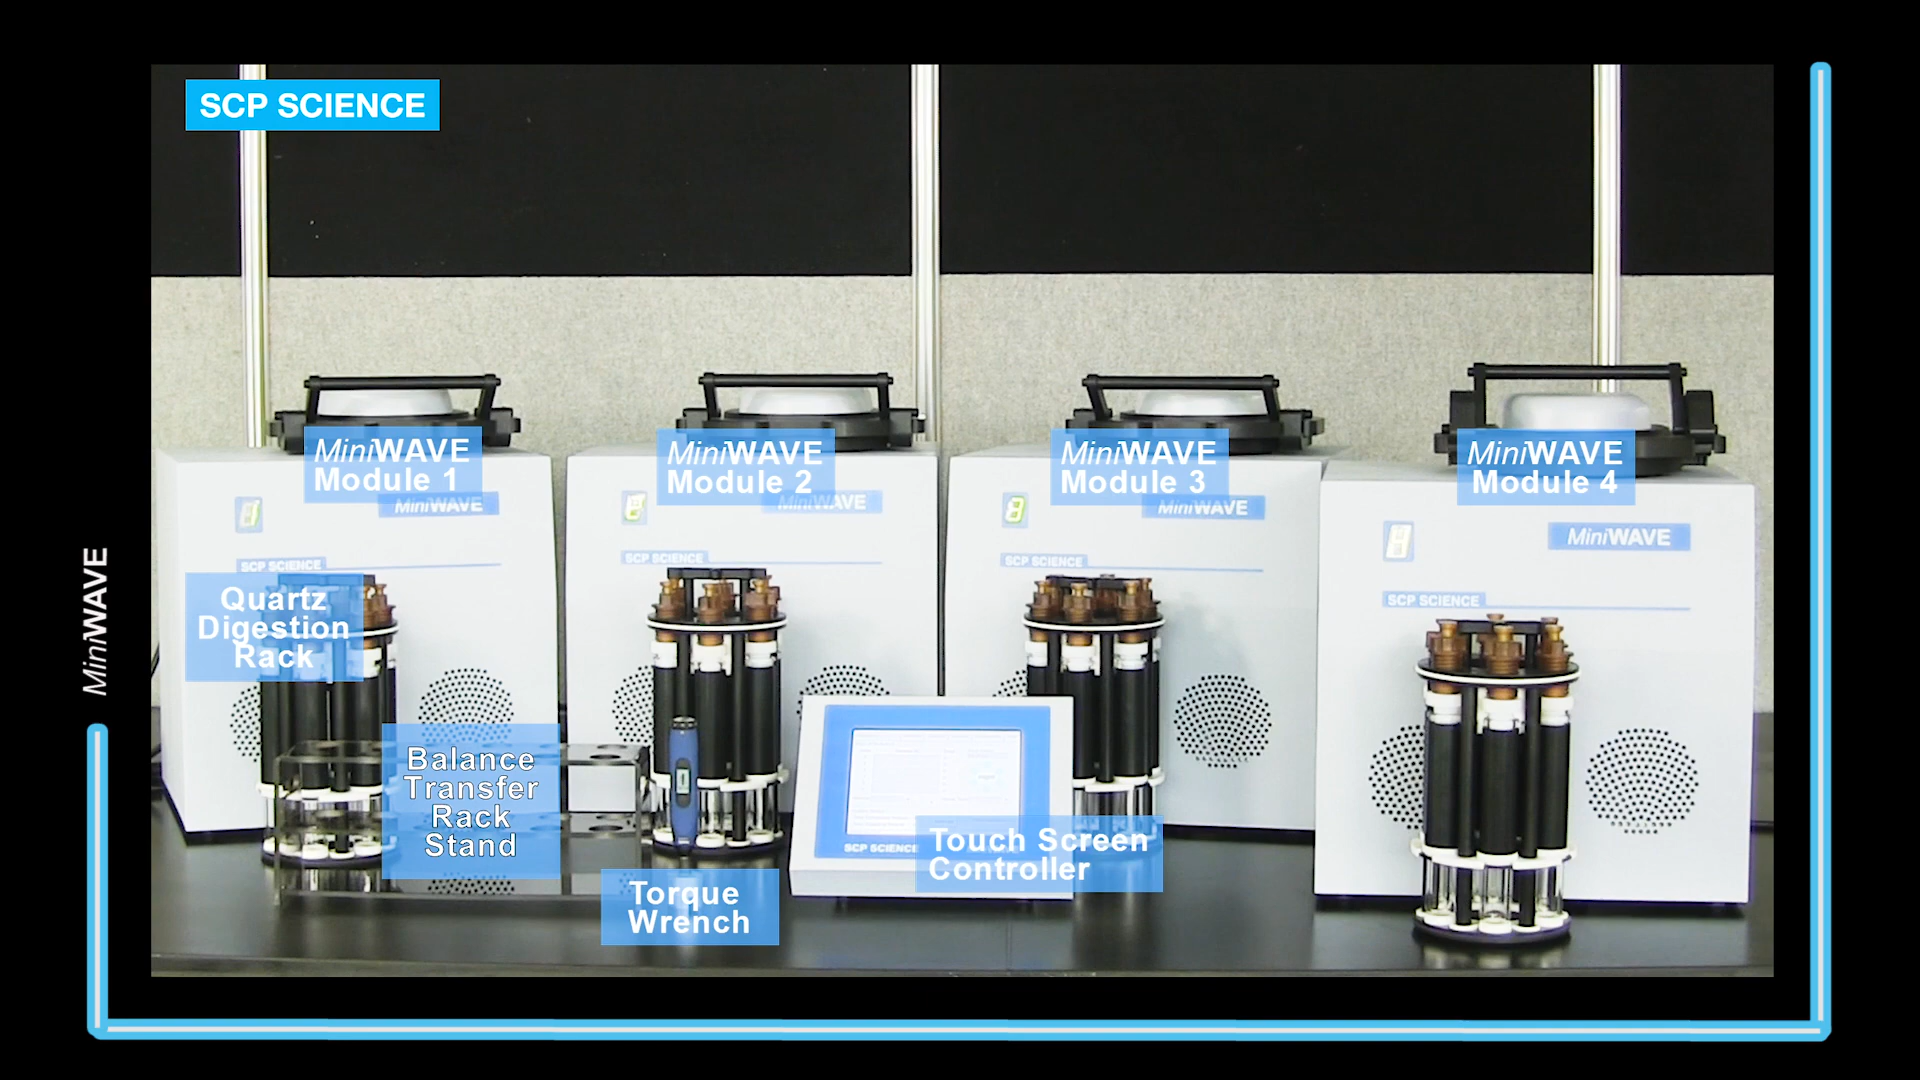 SCP SCIENCE
MiniWAVE
Module 1
MiniWAVE
Module 2
MiniWAVE
Module 3
MiniWAVE
Module 4
MiniWAVE
MiniWAVE
MiniWAVE
MiniWAVE
SCP SCIENCE
SCP SCIENCE
SCP SCIENCE
SCP SCIENCE
Quartz
Digestion
Rack
MiniWAVE
Balance
Transfer
Rack
Stand
SCP SCIENCE
Touch Screen
Controller
Torque
Wrench